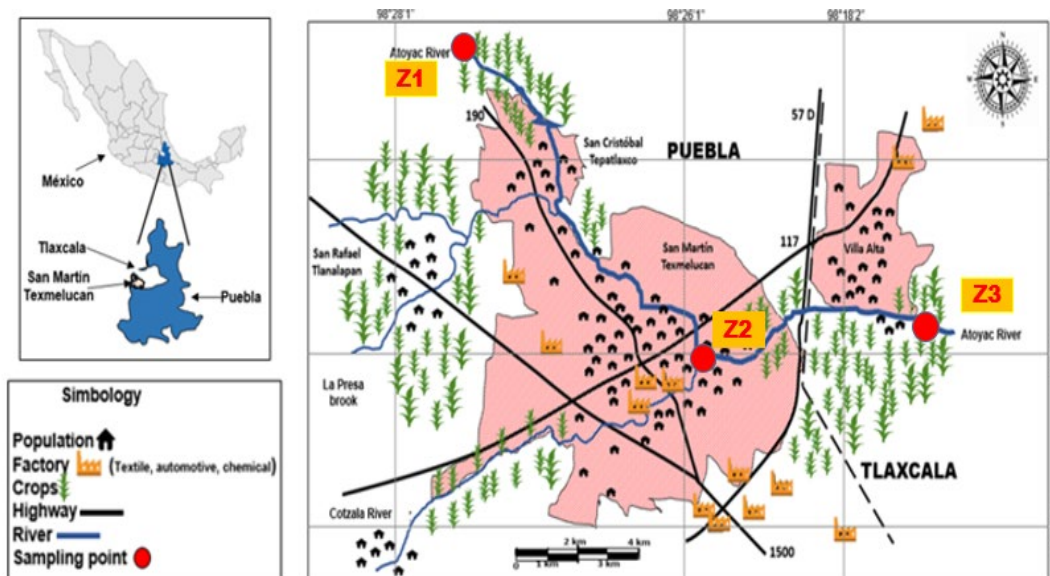 México
Tlaxcala
San Martín
Texmelucan
Puebla
Simbology
Population
Factory (Textile, automotive, chemical)
Crops
Highway
River
Sampling point
98°28'1"
98°26'1"
98°18'2"
Atoyac River
Z1
190
San Cristóbal
Tepatlaxco
PUEBLA
57 D
N
W
E
S
San Rafael
Tlanalapan
San Martín
Texmelucan
117
Villa Alta
Z2
Z3
Atoyac River
La Presa
brook
TLAXCALA
Cotzala River
2 km
4 km
0
1 km
3 km
1500